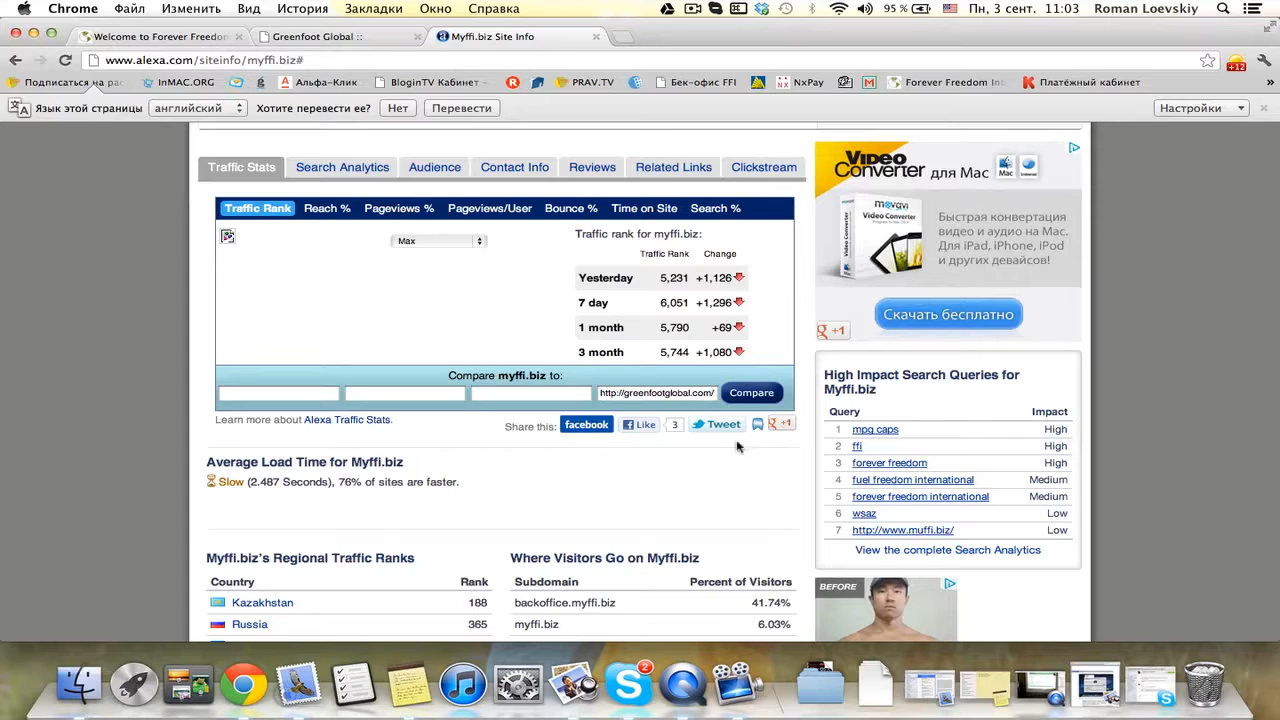 Chrome Файл Изменить Вид История Закладки Окно Справка 95 % Пн, 3 сент. 11:03 Roman Loevskiy
Welcome to Forever Freedom Greenfoot Global :: Myffi.biz Site Info
www.alexa.com/siteinfo/myffi.biz#
+12
Подписаться на рас InMAC.ORG Альфа-Клик BloginTV Кабинет PRAV.TV Бек-офис FFI NxPay Forever Freedom Int Платёжный кабинет »
Язык этой страницы английский Хотите перевести ее? Нет Перевести Настройки
Traffic Stats Search Analytics Audience Contact Info Reviews Related Links Clickstream
Traffic Rank Reach % Pageviews % Pageviews/User Bounce % Time on Site Search %
Max
Traffic rank for myffi.biz:
Traffic Rank Change
Yesterday 5,231 +1,126
7 day 6,051 +1,296
1 month 5,790 +69
3 month 5,744 +1,080
Compare myffi.biz to:
http://greenfootglobal.com/ Compare
Learn more about Alexa Traffic Stats.
Share this: facebook Like 3 Tweet +1
Average Load Time for Myffi.biz
Slow (2.487 Seconds), 76% of sites are faster.
Myffi.biz's Regional Traffic Ranks
Country Rank
Kazakhstan 188
Russia 365
Where Visitors Go on Myffi.biz
Subdomain Percent of Visitors
backoffice.myffi.biz 41.74%
myffi.biz 6.03%
Video
Converter для Mac
Mac
movavi
Video Converter
Быстрая конвертация
видео и аудио на Mac.
Для iPad, iPhone, iPod
и других девайсов!
Скачать бесплатно
+1
High Impact Search Queries for
Myffi.biz
Query Impact
1 mpg caps High
2 ffi High
3 forever freedom High
4 fuel freedom international Medium
5 forever freedom international Medium
6 wsaz Low
7 http://www.muffi.biz/ Low
View the complete Search Analytics
BEFORE
2